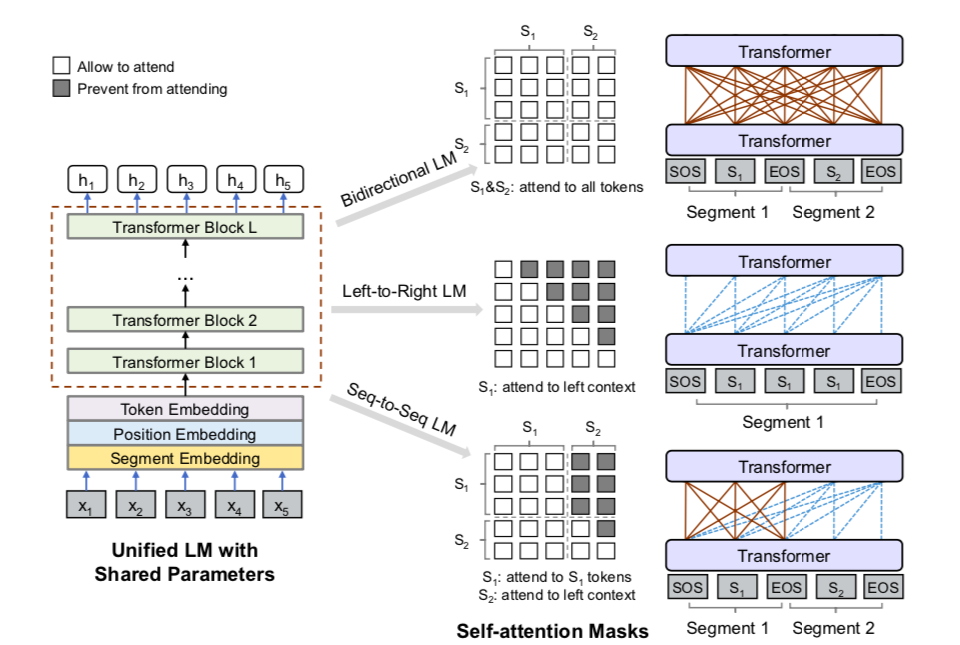 Allow to attend
Prevent from attending
h1 h2 h3 h4 h5
Transformer Block L
...
Transformer Block 2
Transformer Block 1
Token Embedding
Position Embedding
Segment Embedding
x1 x2 x3 x4 x5
Unified LM with
Shared Parameters
Bidirectional LM
Left-to-Right LM
Seq-to-Seq LM
S1 S2
S1
S2
S1&S2: attend to all tokens
S1: attend to left context
S1 S2
S1
S2
S1: attend to S1 tokens
S2: attend to left context
Self-attention Masks
Transformer
Transformer
SOS S1 EOS S2 EOS
Segment 1 Segment 2
Transformer
Transformer
SOS S1 S1 S1 EOS
Segment 1
Transformer
Transformer
SOS S1 EOS S2 EOS
Segment 1 Segment 2